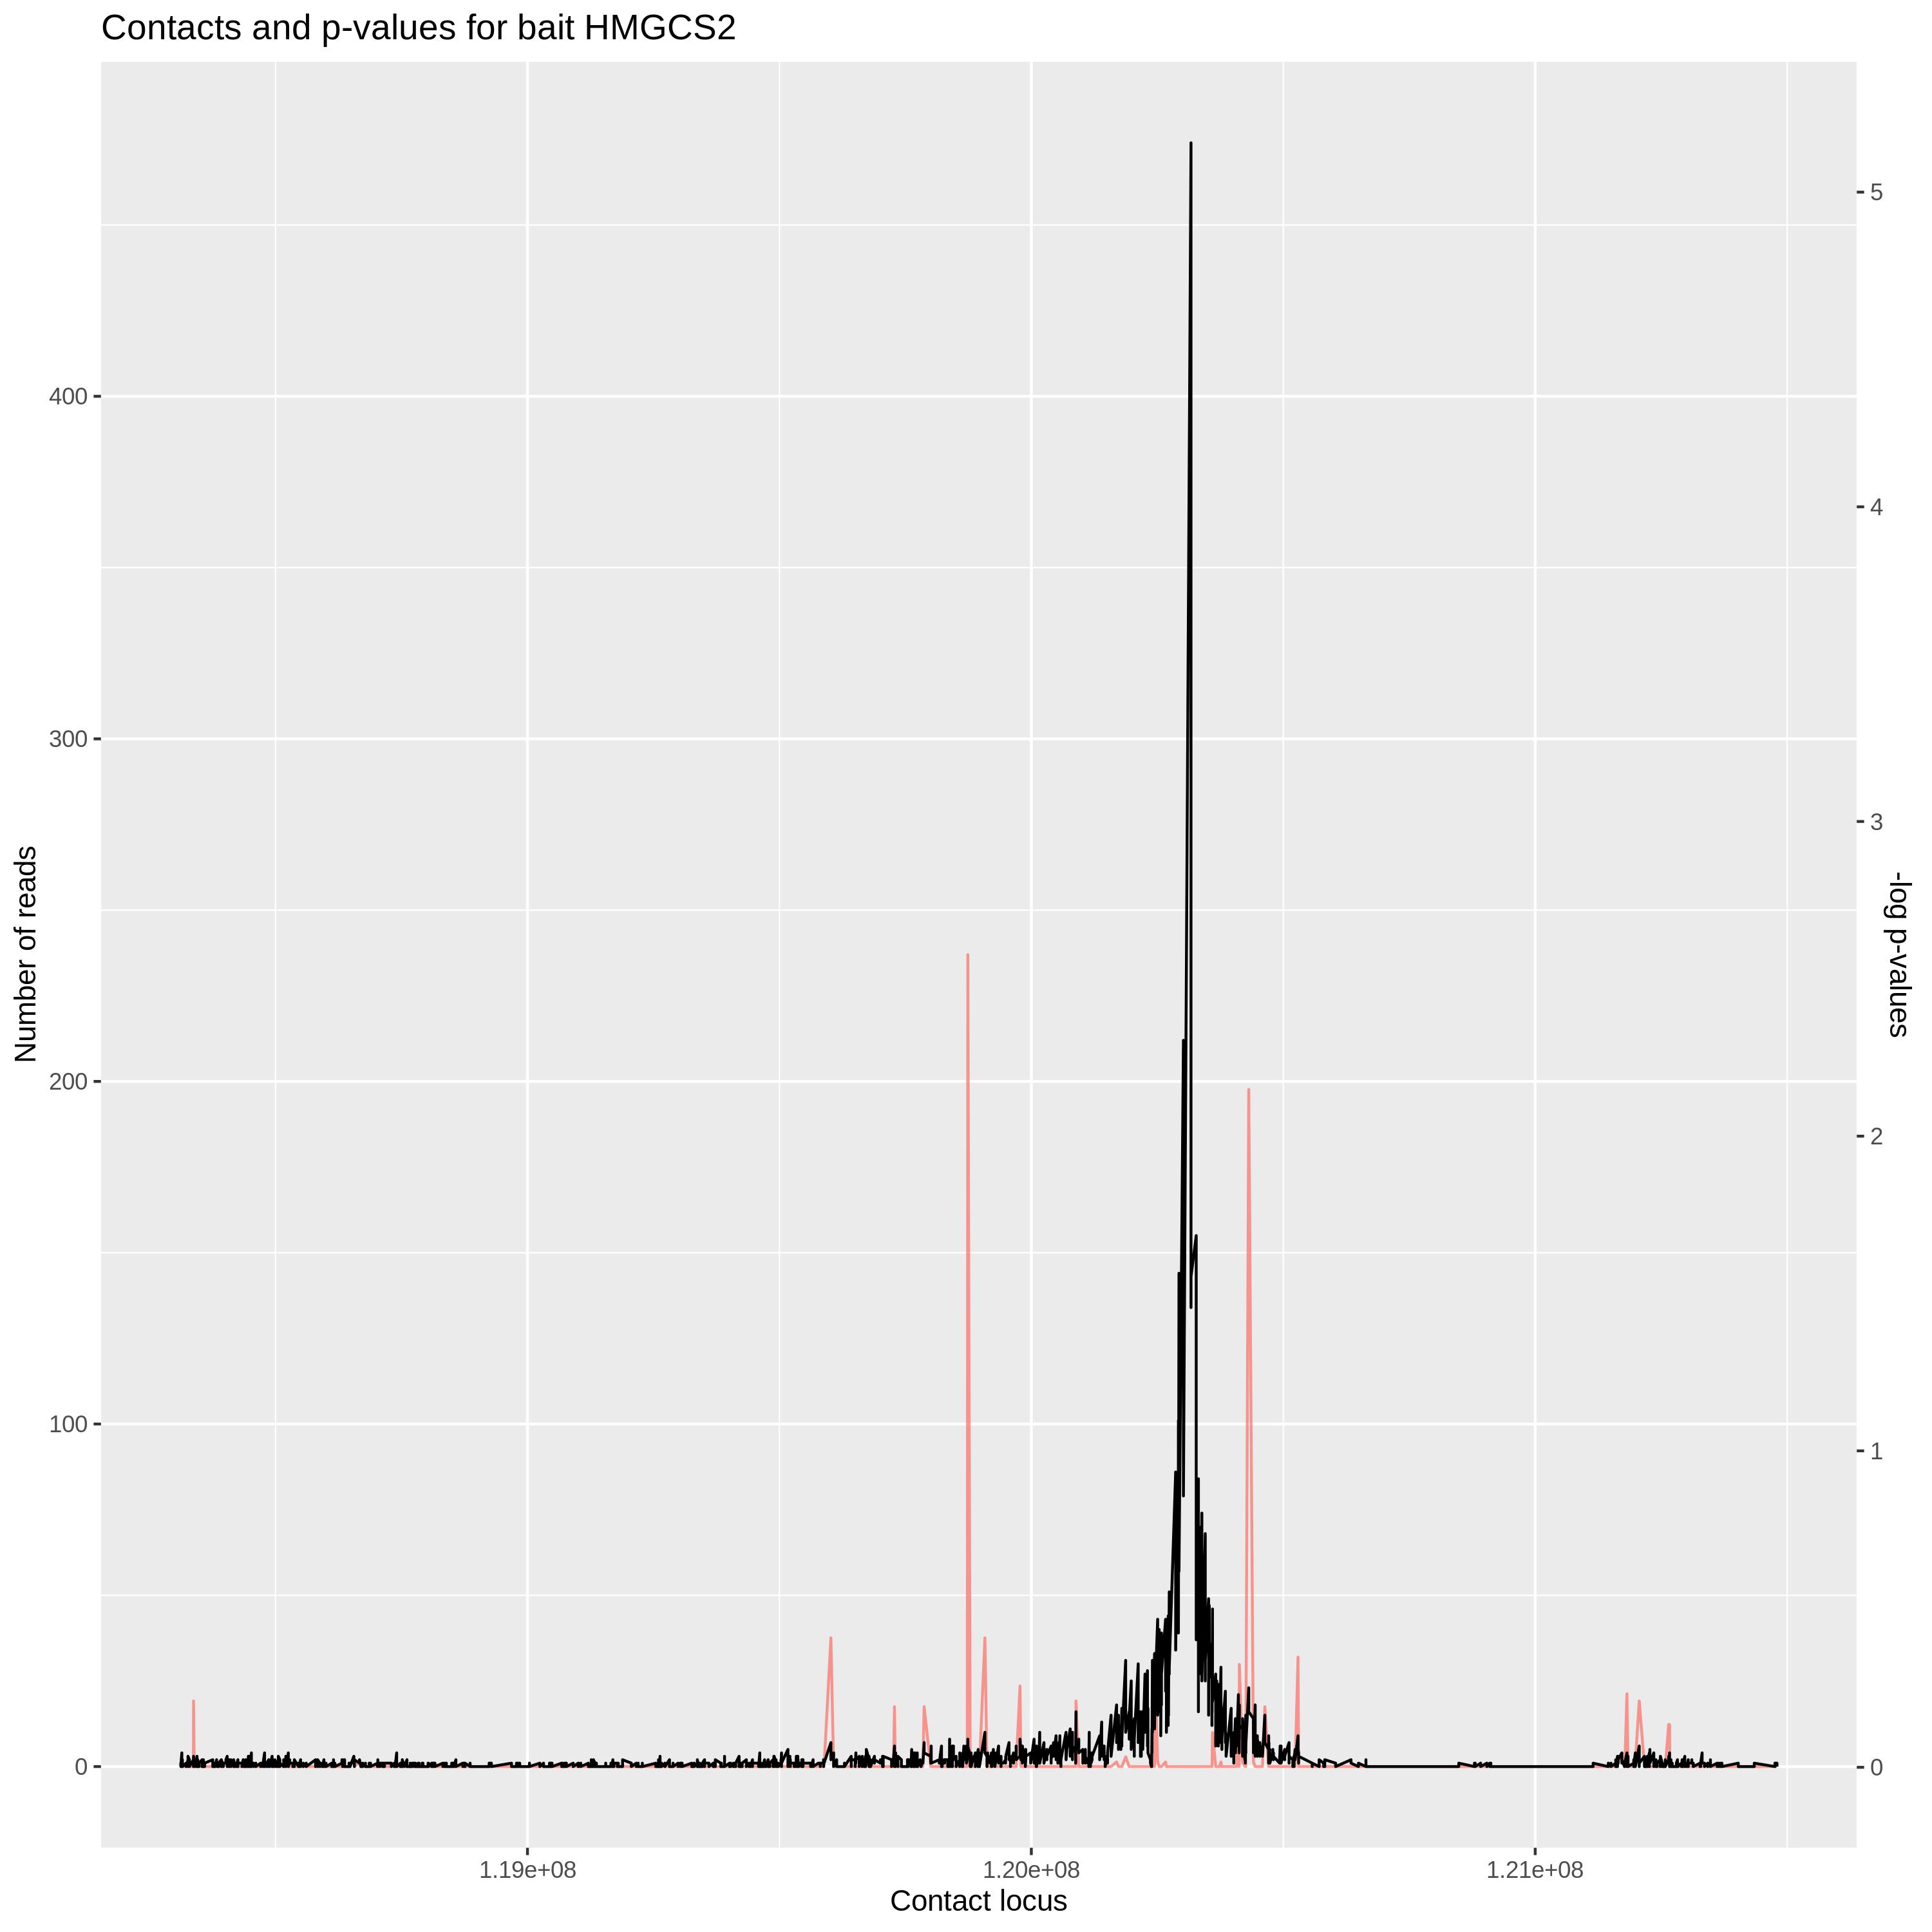 Contacts and p-values for bait HMGCS2
Number of reads
400
300
200
100
0
5
4
3
2
1
0
-log p-values
1.19e+08 1.20e+08 1.21e+08
Contact locus